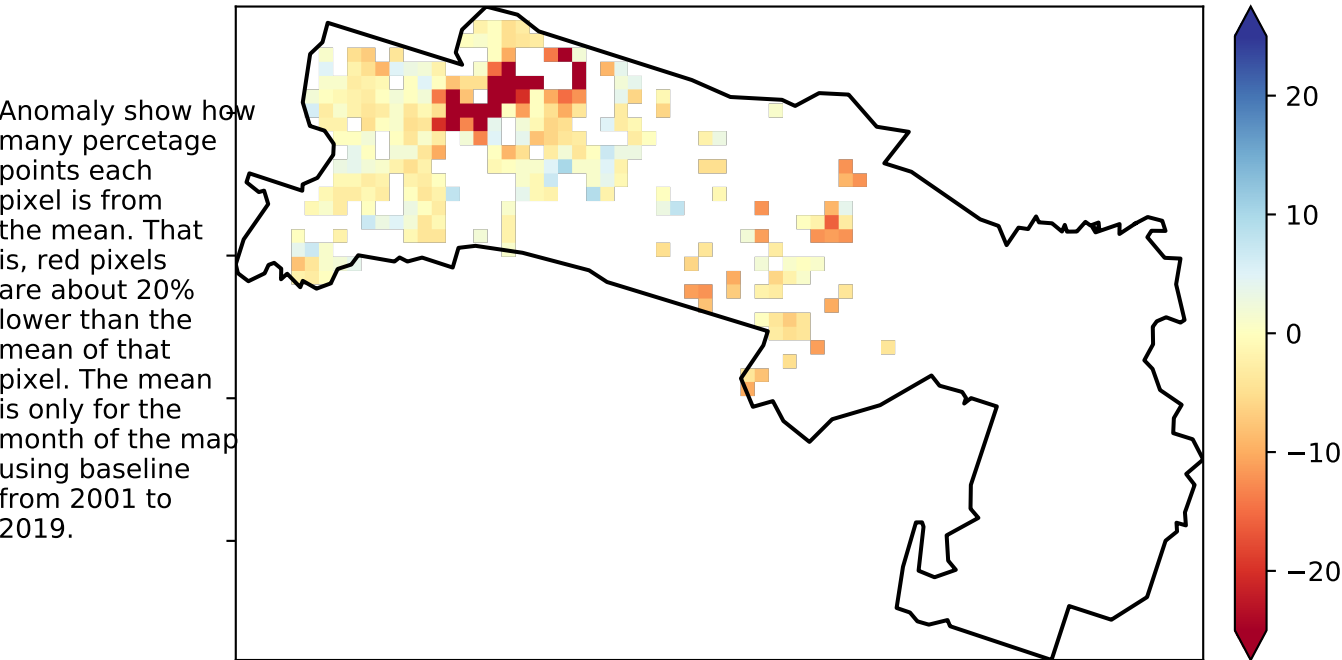 Anomaly show how
many percetage
points each
pixel is from
the mean. That
is, red pixels
are about 20%
lower than the
mean of that
pixel. The mean
is only for the
month of the map
using baseline
from 2001 to
2019.
20
10
0
−10
−20